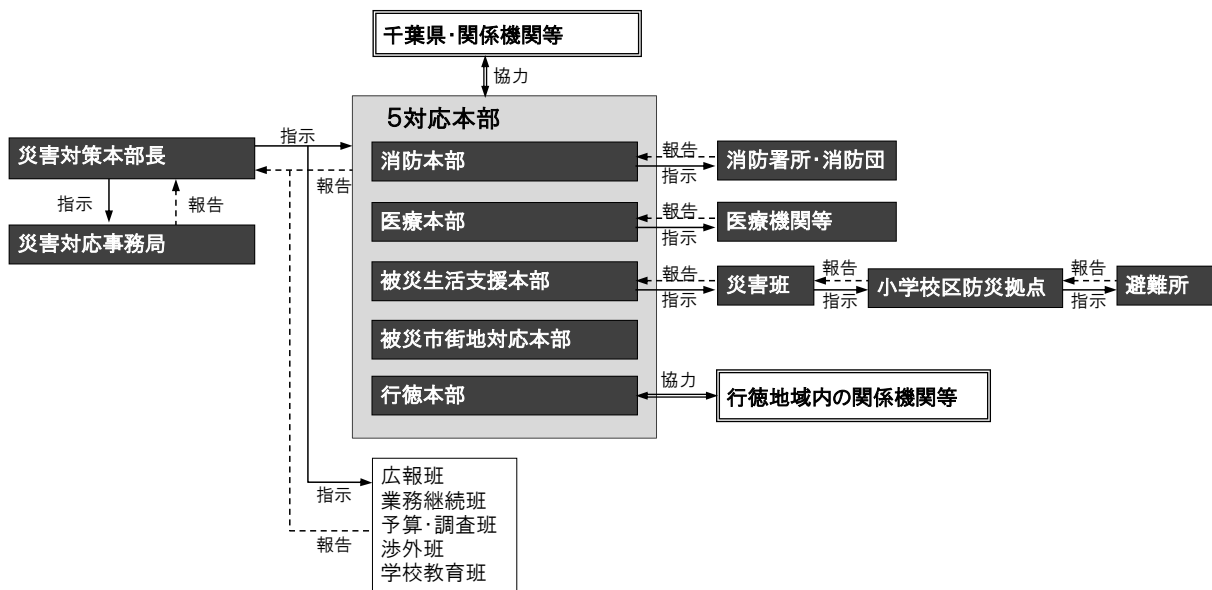 千葉県・関係機関等
協力
5対応本部
災害対策本部長
指示
報告
指示
報告
災害対応事務局
消防本部
報告
指示
消防署所・消防団
医療本部
報告
指示
医療機関等
被災生活支援本部
報告
指示
災害班
報告
指示
小学校区防災拠点
報告
指示
避難所
被災市街地対応本部
行徳本部
協力
行徳地域内の関係機関等
指示
報告
広報班
業務継続班
予算・調査班
渉外班
学校教育班